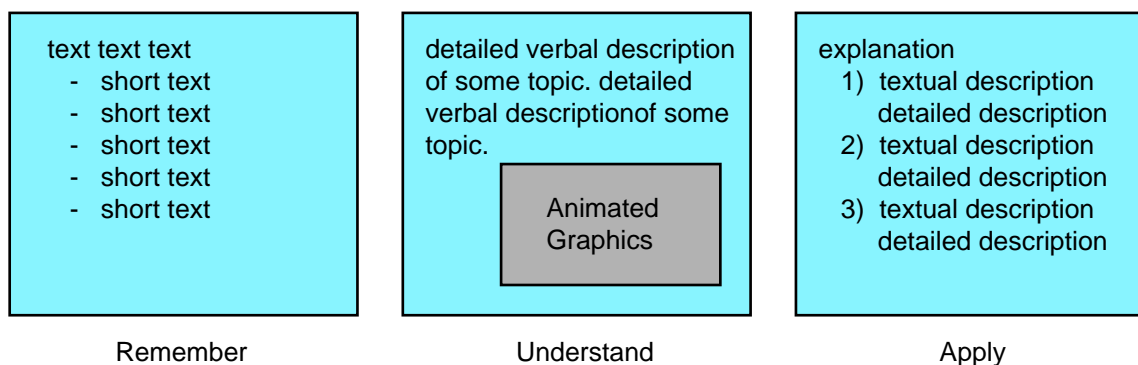 text text text
- short text
- short text
- short text
- short text
- short text
detailed verbal description
of some topic. detailed
verbal descriptionof some
topic.
Animated
Graphics
explanation
1) textual description
detailed description
2) textual description
detailed description
3) textual description
detailed description
Remember
Understand
Apply